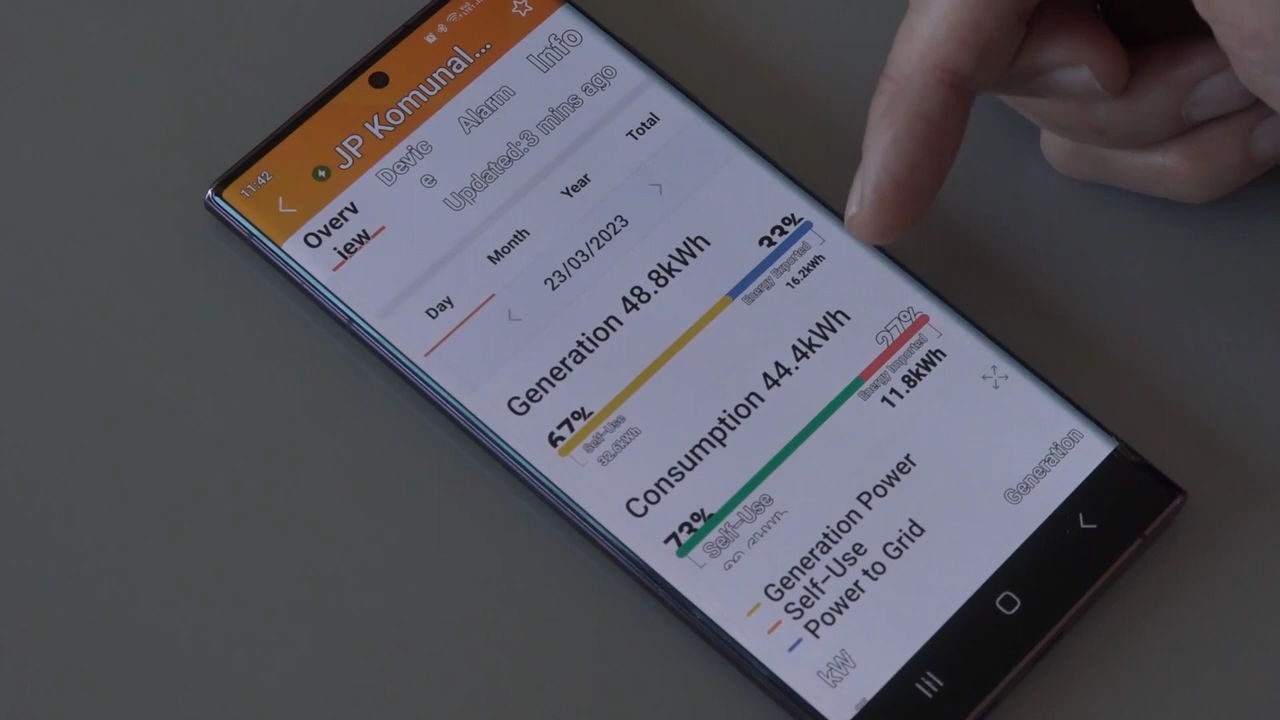 11:42
JP Komunal...
Overv
iew
Devic
e
Alarm
Info
Updated:3 mins ago
Day
Month
Year
Total
23/03/2023
Generation 48.8kWh
67%
33%
Self-Use
32.6kWh
Energy Exported
16.2kWh
Consumption 44.4kWh
73%
27%
Self-Use
Energy Imported
11.8kWh
Generation Power
Self-Use
Power to Grid
Generation
kW